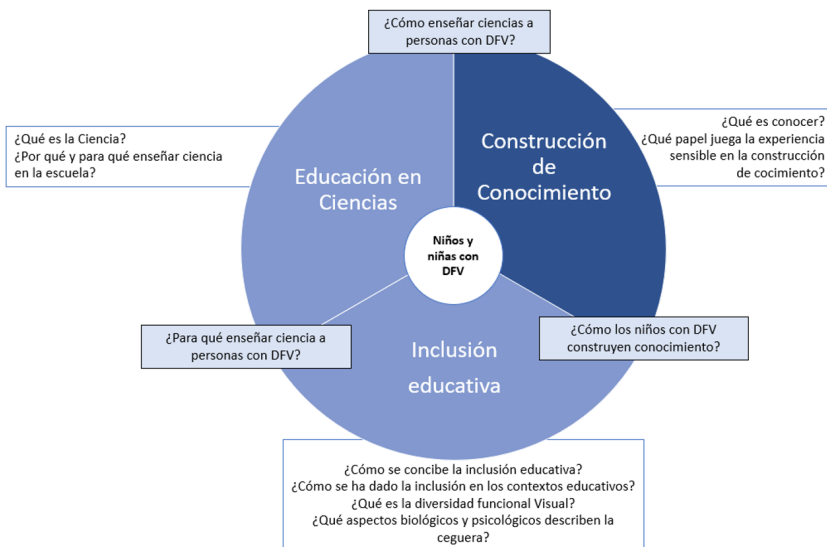 ¿Cómo enseñar ciencias a
personas con DFV?
¿Qué es la Ciencia?
¿Por qué y para qué enseñar ciencia
en la escuela?
¿Qué es conocer?
¿Qué papel juega la experiencia
sensible en la construcción
de cocimiento?
Educación en
Ciencias
Construcción
de
Conocimiento
Niños y
niñas con
DFV
¿Para qué enseñar ciencia a
personas con DFV?
Inclusión
educativa
¿Cómo los niños con DFV
construyen conocimiento?
¿Cómo se concibe la inclusión educativa?
¿Cómo se ha dado la inclusión en los contextos educativos?
¿Qué es la diversidad funcional Visual?
¿Qué aspectos biológicos y psicológicos describen la
ceguera?